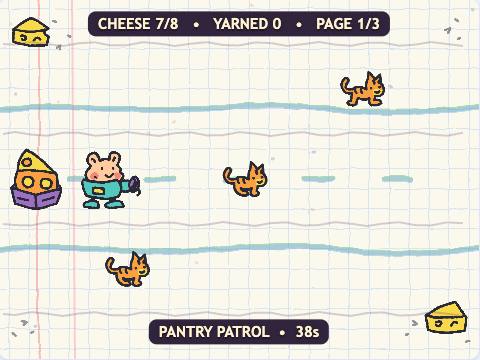 CHEESE 7/8 • YARNED 0 • PAGE 1/3
PANTRY PATROL • 38s